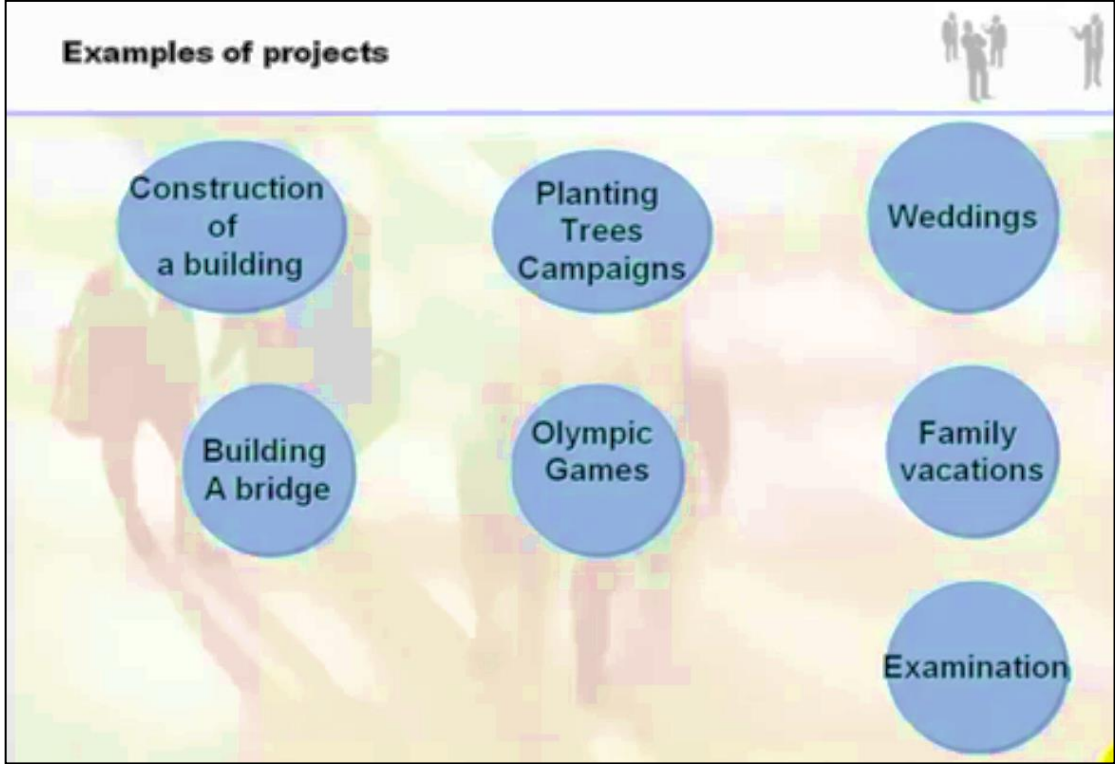 Examples of projects
Construction
of
a building
Planting
Trees
Campaigns
Weddings
Building
A bridge
Olympic
Games
Family
vacations
Examination